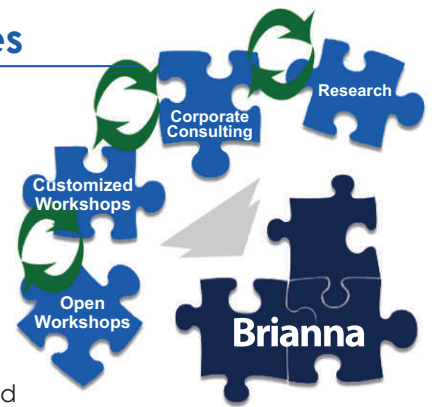 es
Research
Corporate
Consulting
Customized
Workshops
Open
Workshops
Brianna
d